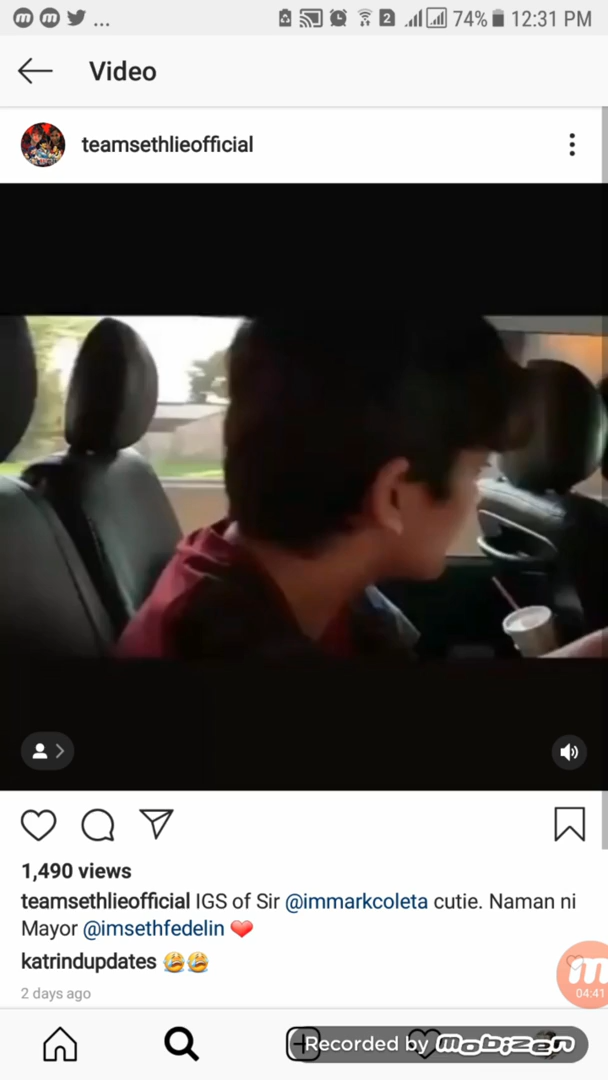 ... 2 74% 12:31 PM
Video
teamsethlieofficial
1,490 views
teamsethlieofficial IGS of Sir @immarkcoleta cutie. Naman ni
Mayor @imsethfedelin ❤️
katrindupdates 😂😂
2 days ago
04:41
Recorded by mobizen